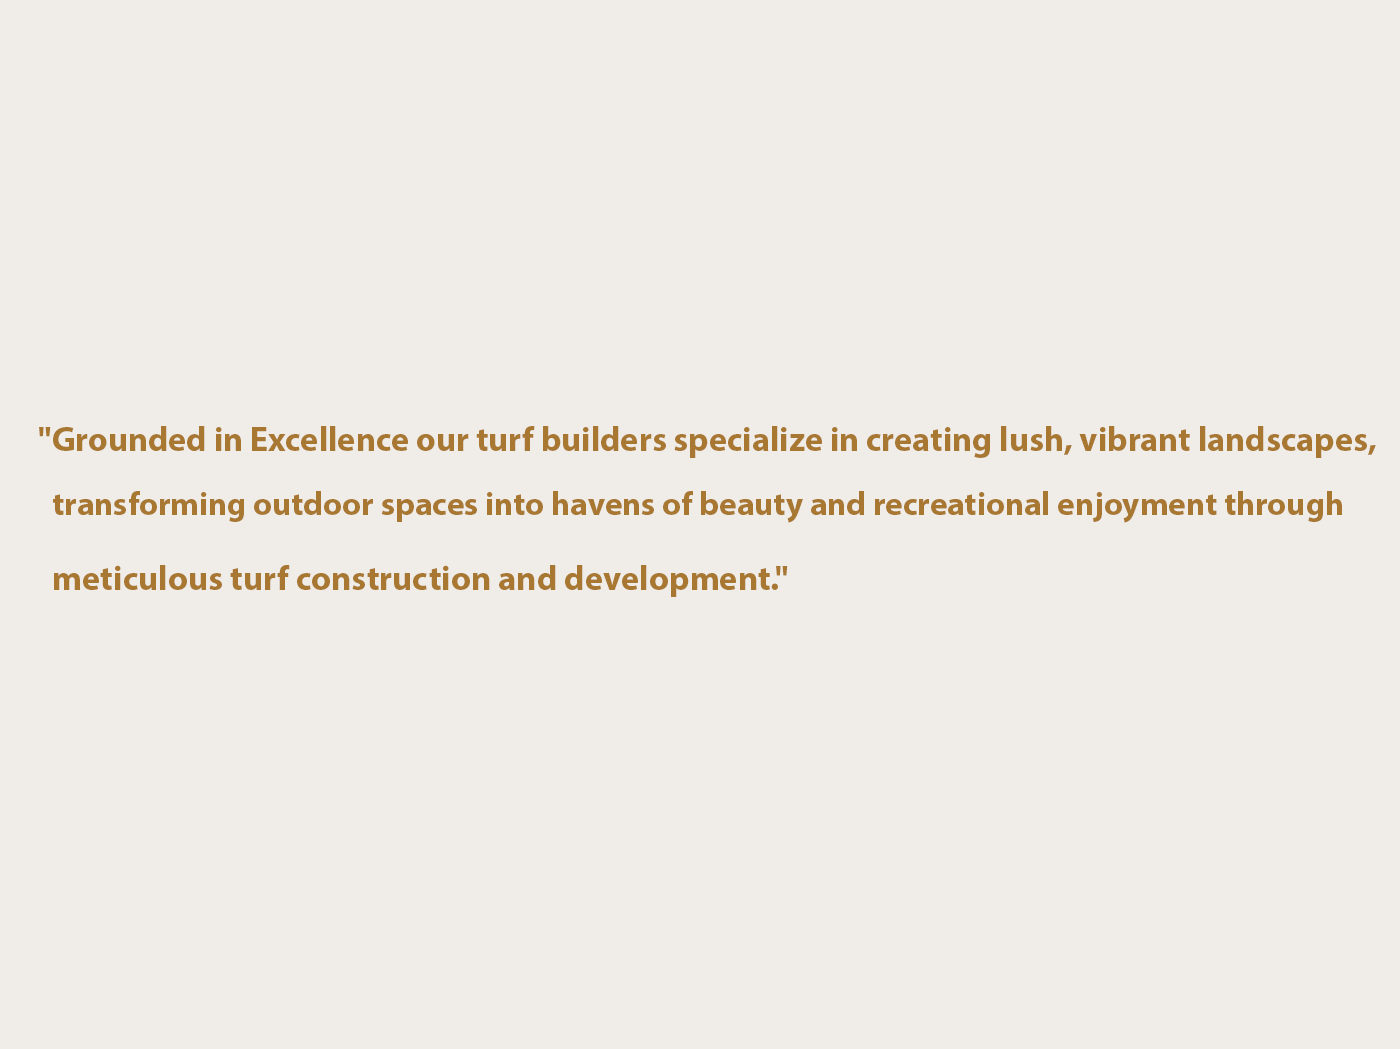 "Grounded in Excellence our turf builders specialize in creating lush, vibrant landscapes,
transforming outdoor spaces into havens of beauty and recreational enjoyment through
meticulous turf construction and development."